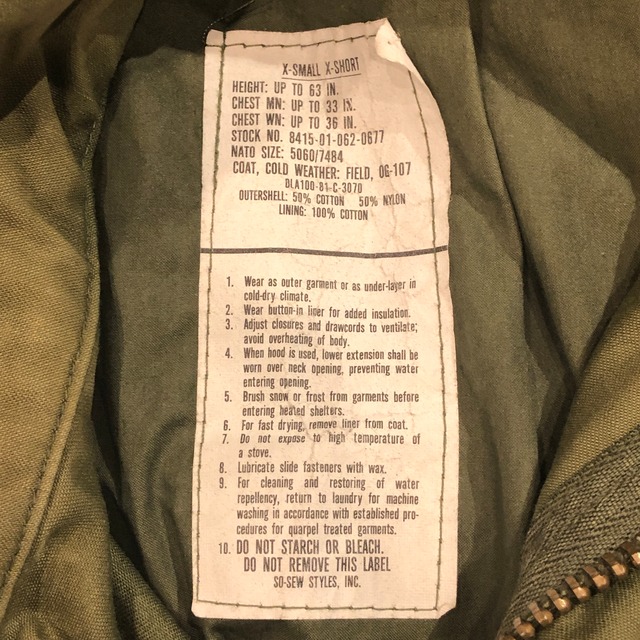 X-SMALL X-SHORT
HEIGHT: UP TO 63 IN.
CHEST MN: UP TO 33 IN.
CHEST WN: UP TO 36 IN.
STOCK NO. 8415-01-062-0677
NATO SIZE: 5060/7484
COAT, COLD WEATHER: FIELD, OG-107
DLA100-81-C-3070
OUTERSHELL: 50% COTTON 50% NYLON
LINING: 100% COTTON
1. Wear as outer garment or as under-layer in
cold-dry climate.
2. Wear button-in liner for added insulation.
3. Adjust closures and drawcords to ventilate;
avoid overheating of body.
4. When hood is used, lower extension shall be
worn over neck opening, preventing water
entering opening.
5. Brush snow or frost from garments before
entering heated shelters.
6. For fast drying, remove liner from coat.
7. Do not expose to high temperature of
a stove.
8. Lubricate slide fasteners with wax.
9. For cleaning and restoring of water
repellency, return to laundry for machine
washing in accordance with established pro-
cedures for quarpel treated garments.
10. DO NOT STARCH OR BLEACH.
DO NOT REMOVE THIS LABEL
SO-SEW STYLES, INC.